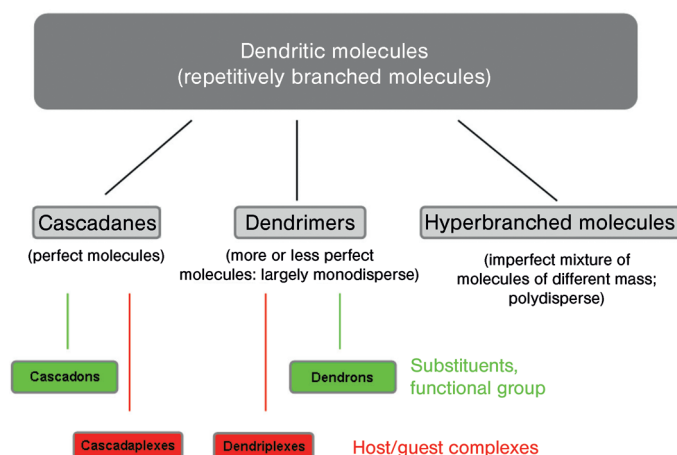 Dendritic molecules
(repetitively branched molecules)
Cascadanes
Dendrimers
Hyperbranched molecules
(perfect molecules)
(more or less perfect
molecules: largely monodisperse)
(imperfect mixture of
molecules of different mass;
polydisperse)
Cascadons
Dendrons
Substituents,
functional group
Cascadaplexes
Dendriplexes
Host/guest complexes